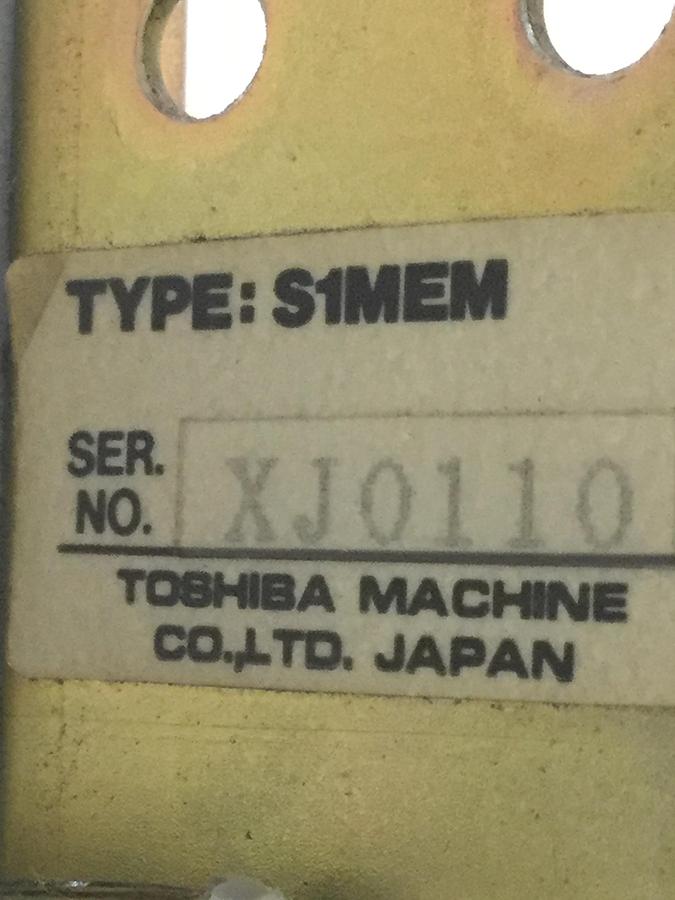 TYPE: S1MEM
SER.
NO. XJ0110
TOSHIBA MACHINE
CO.,LTD. JAPAN